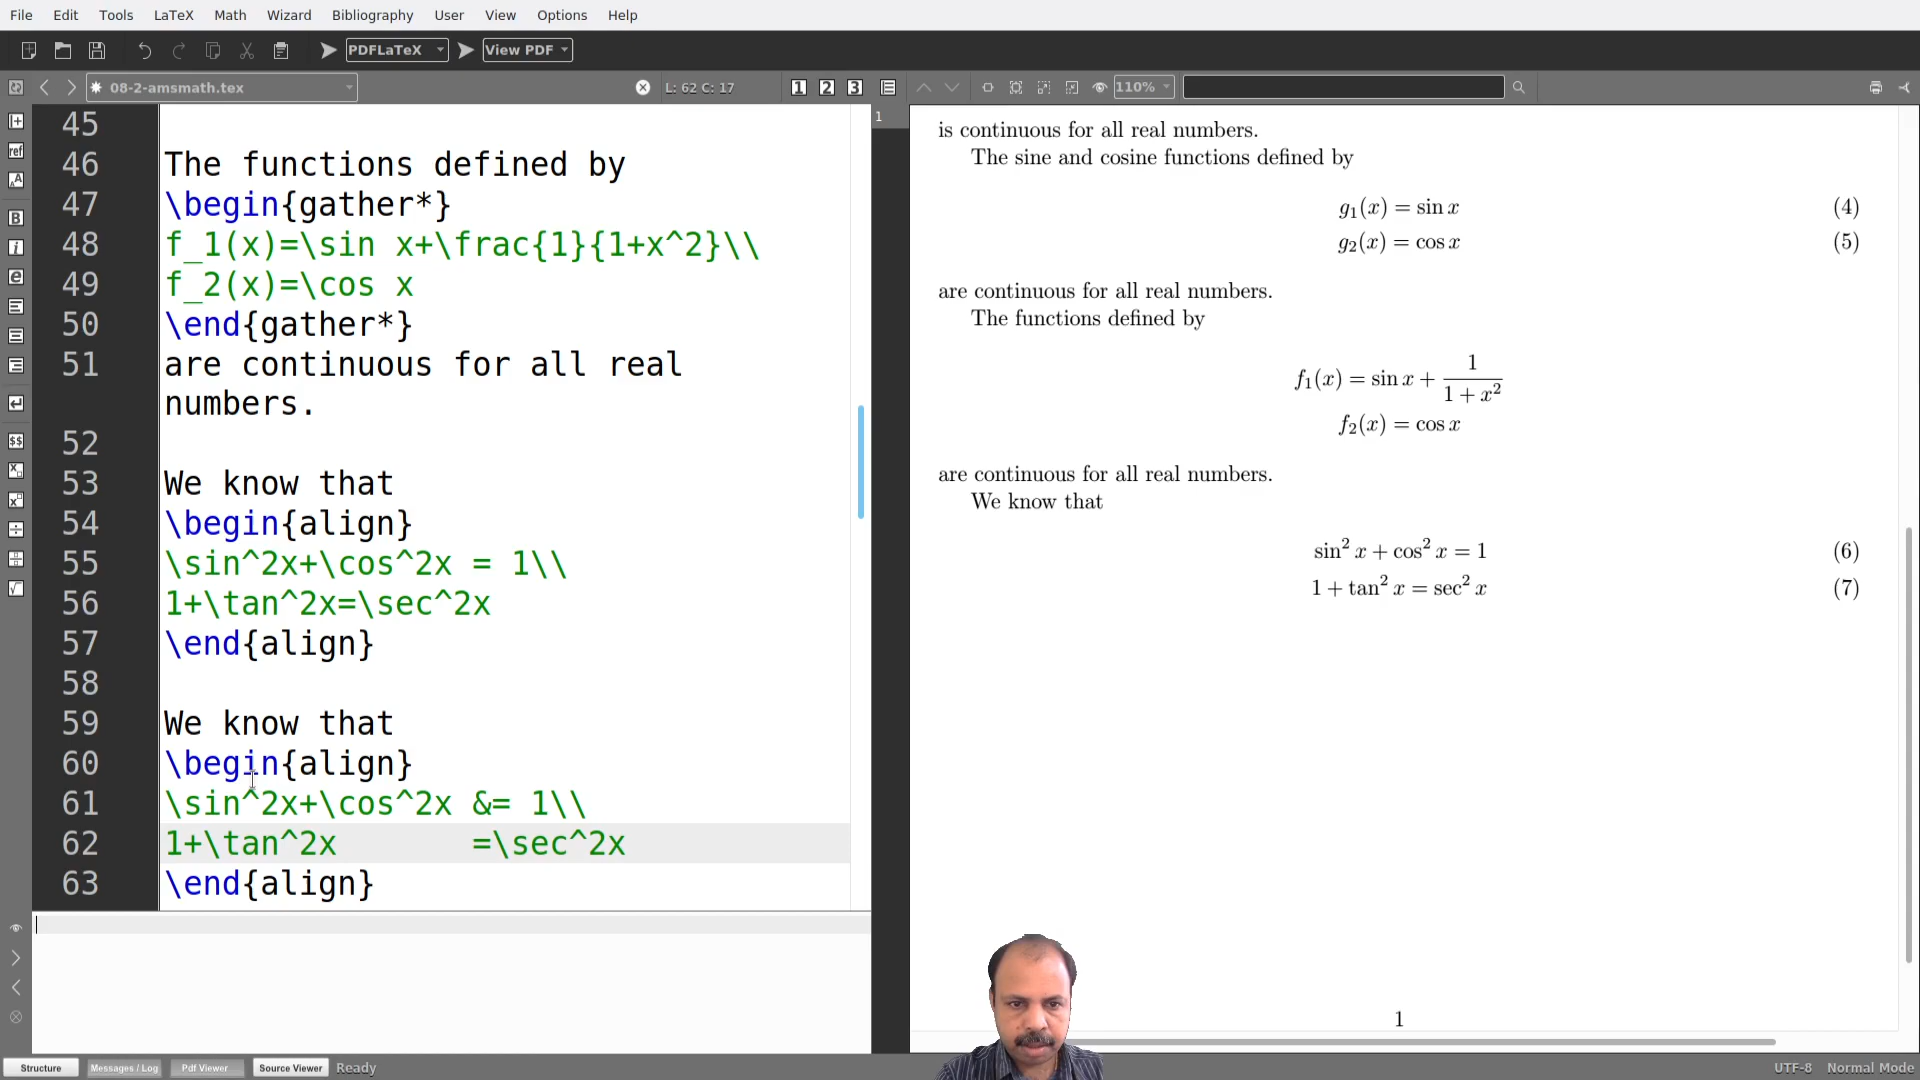 File Edit Tools LaTeX Math Wizard Bibliography User View Options Help
PDFLaTeX View PDF
08-2-amsmath.tex L: 62 C: 17 1 2 3 110%
45
46 The functions defined by
47 \begin{gather*}
48 f_1(x)=\sin x+\frac{1}{1+x^2}\\
49 f_2(x)=\cos x
50 \end{gather*}
51 are continuous for all real
numbers.
52
53 We know that
54 \begin{align}
55 \sin^2x+\cos^2x = 1\\
56 1+\tan^2x=\sec^2x
57 \end{align}
58
59 We know that
60 \begin{align}
61 \sin^2x+\cos^2x &= 1\\
62 1+\tan^2x       =\sec^2x
63 \end{align}
1
is continuous for all real numbers.
The sine and cosine functions defined by
g₁(x) = sin x (4)
g₂(x) = cos x (5)
are continuous for all real numbers.
The functions defined by
f₁(x) = sin x + 1/(1 + x²)
f₂(x) = cos x
are continuous for all real numbers.
We know that
sin² x + cos² x = 1 (6)
1 + tan² x = sec² x (7)
1
Structure Messages / Log Pdf Viewer Source Viewer Ready UTF-8 Normal Mode